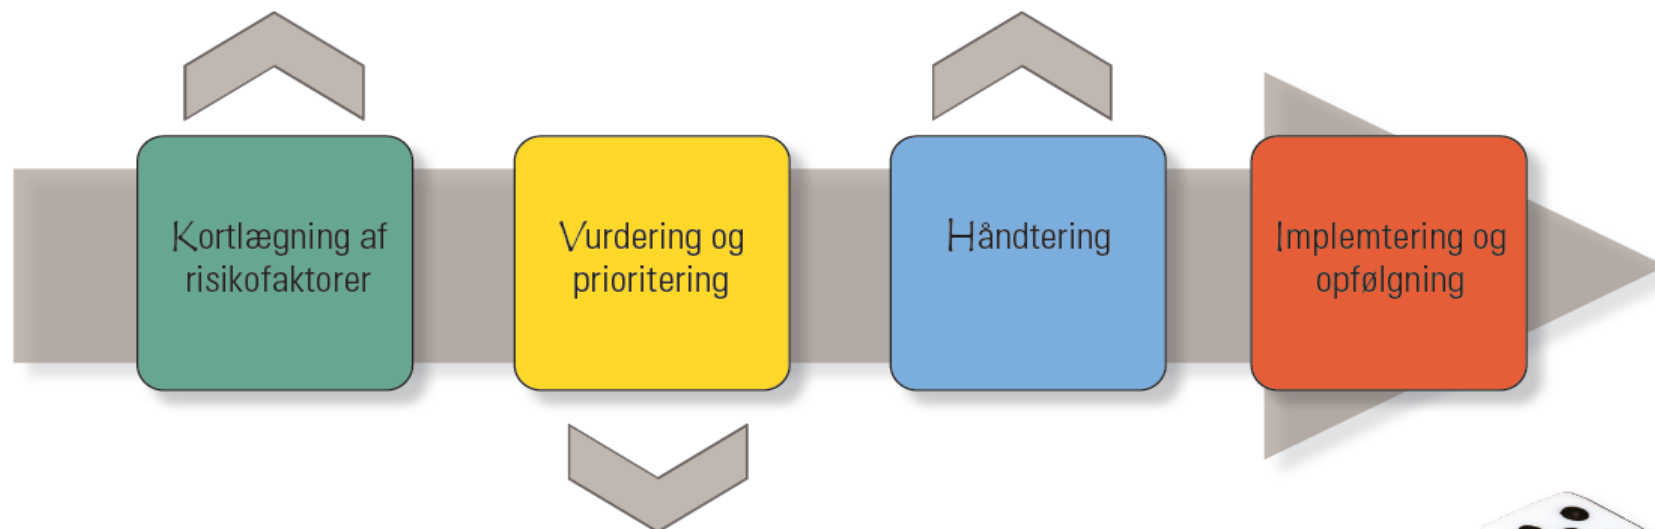 Kortlægning af
risikofaktorer
Vurdering og
prioritering
Håndtering
Implemtering og
opfølgning